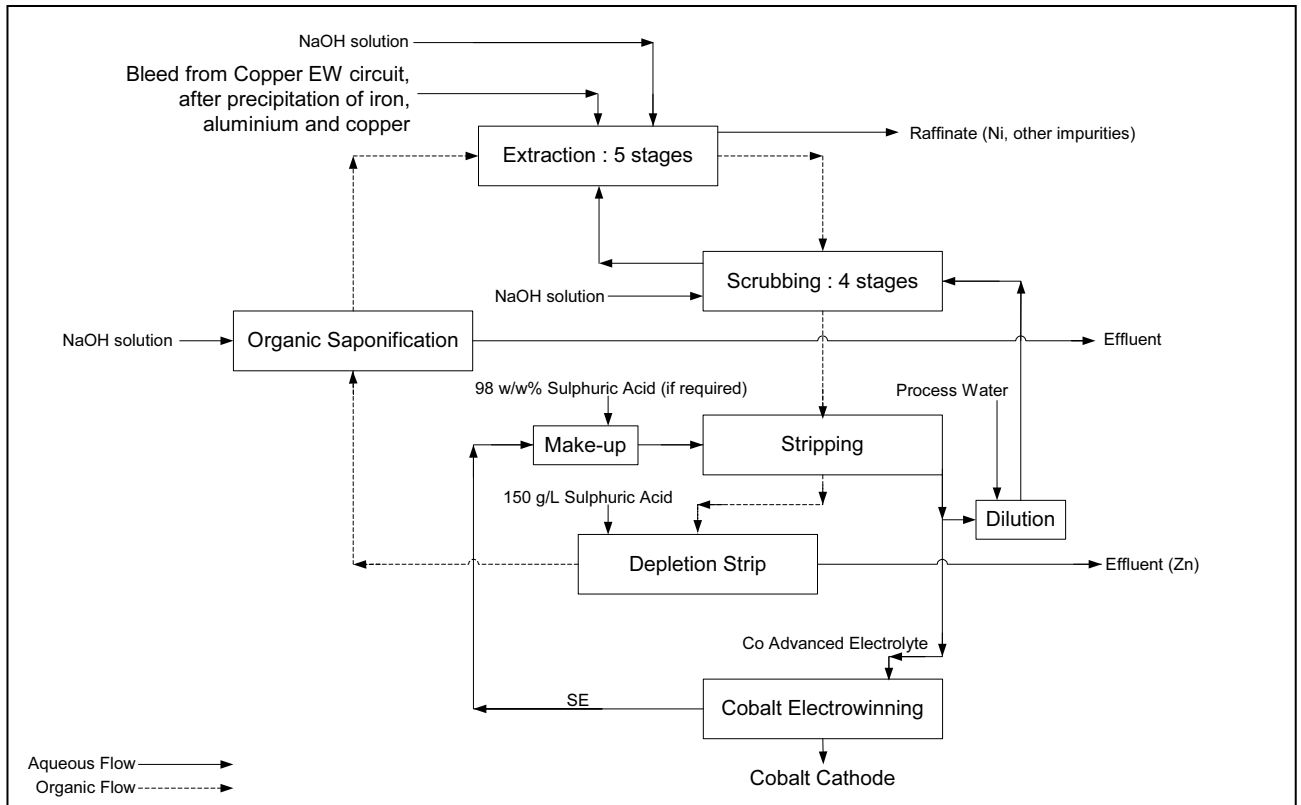 NaOH solution
Bleed from Copper EW circuit,
after precipitation of iron,
aluminium and copper
Extraction : 5 stages
Raffinate (Ni, other impurities)
Scrubbing : 4 stages
NaOH solution
NaOH solution
Organic Saponification
Effluent
98 w/w% Sulphuric Acid (if required)
Process Water
Make-up
Stripping
150 g/L Sulphuric Acid
Dilution
Depletion Strip
Effluent (Zn)
Co Advanced Electrolyte
SE
Cobalt Electrowinning
Aqueous Flow
Organic Flow
Cobalt Cathode